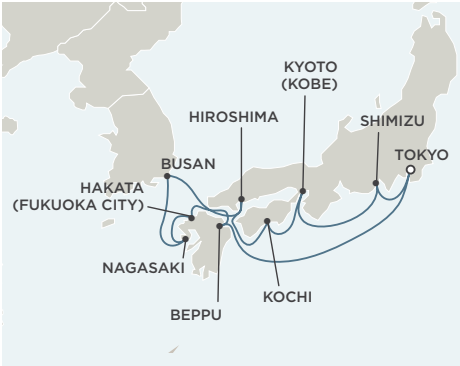 KYOTO
(KOBE)
HIROSHIMA
SHIMIZU
TOKYO
BUSAN
HAKATA
(FUKUOKA CITY)
NAGASAKI
KOCHI
BEPPU